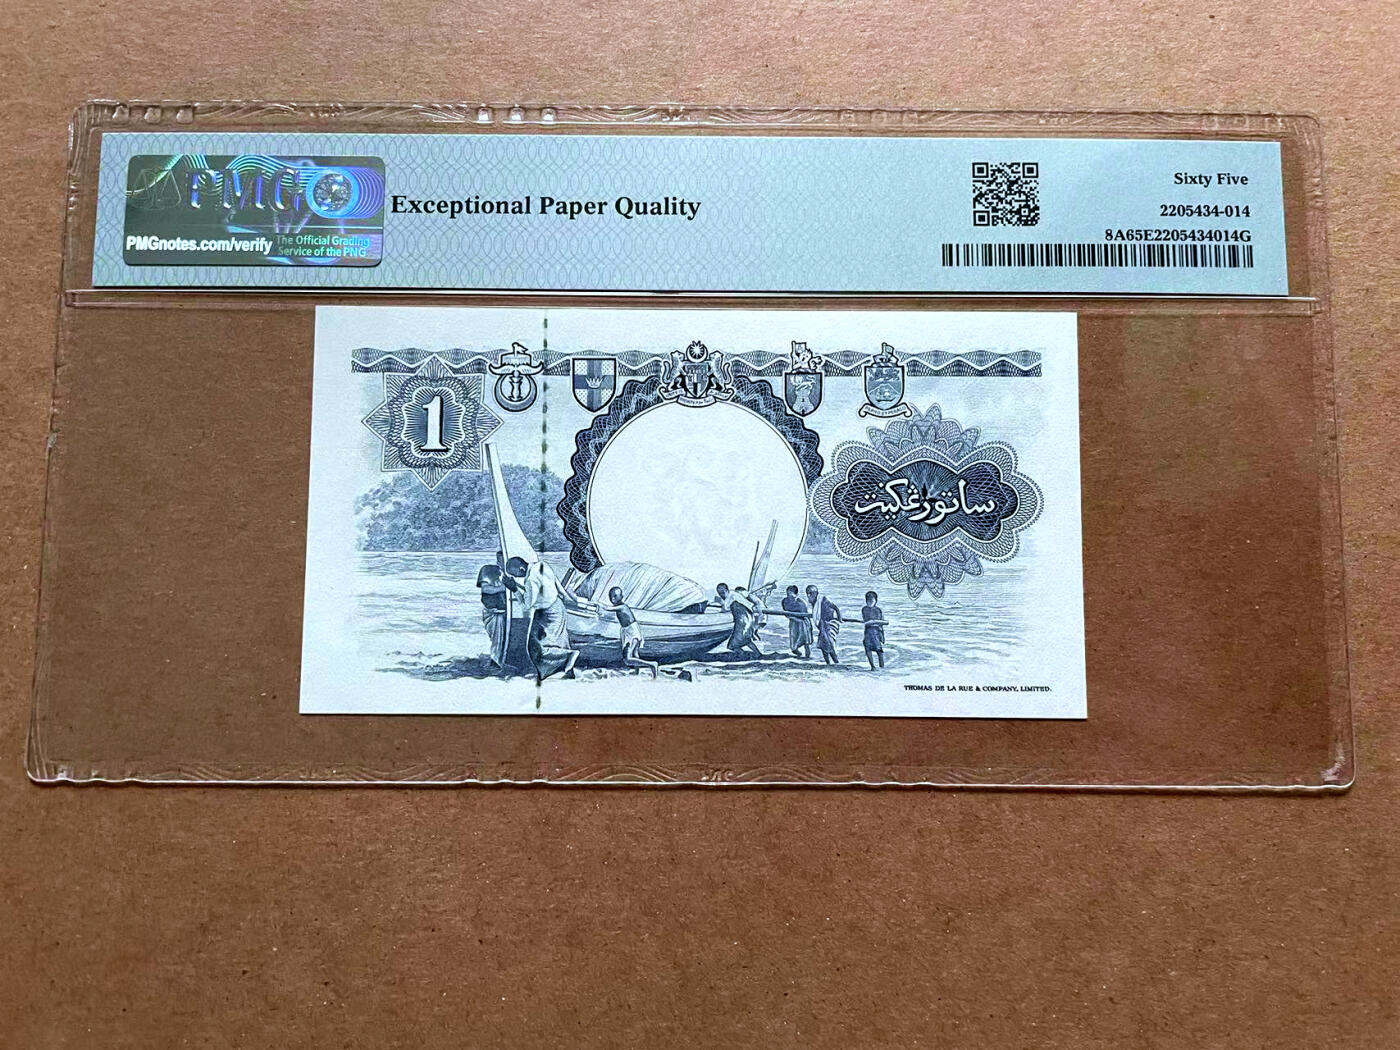 PMG
PMGnotes.com/verify
The Official Grading
Service of the PNG
Exceptional Paper Quality
Sixty Five
2205434-014
8A65E2205434014G
1
ساتو رڠݢيت
THOMAS DE LA RUE & COMPANY, LIMITED.